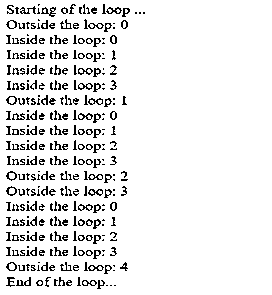 Starting of the loop ...
Outside the loop: 0
Inside the loop: 0
Inside the loop: 1
Inside the loop: 2
Inside the loop: 3
Outside the loop: 1
Inside the loop: 0
Inside the loop: 1
Inside the loop: 2
Inside the loop: 3
Outside the loop: 2
Outside the loop: 3
Inside the loop: 0
Inside the loop: 1
Inside the loop: 2
Inside the loop: 3
Outside the loop: 4
End of the loop...